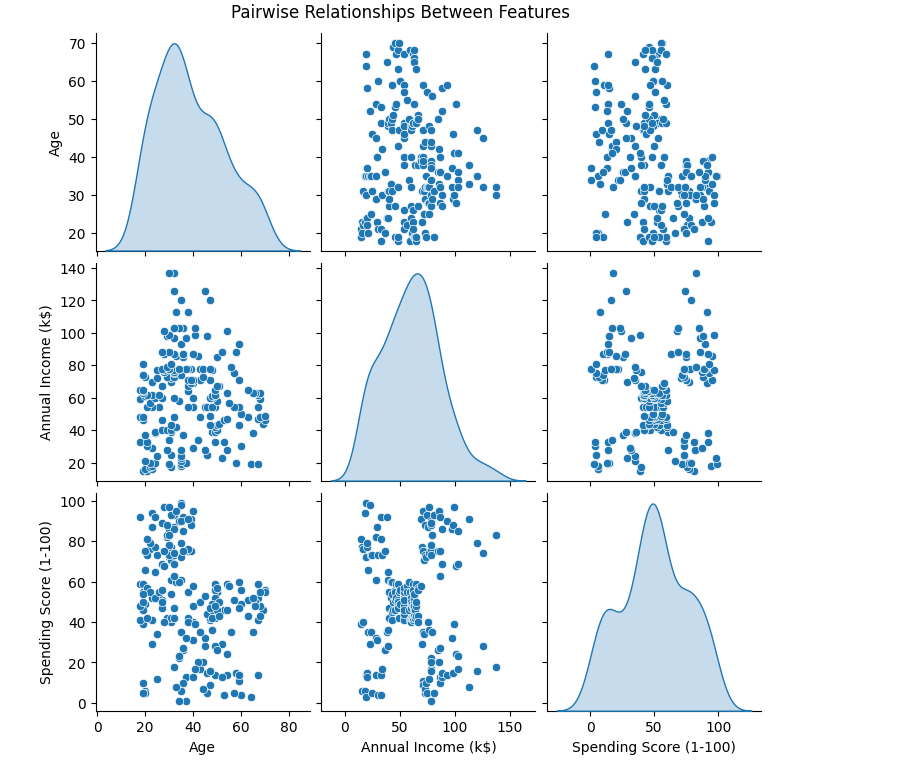 Pairwise Relationships Between Features
70
60
50
40
30
20
Age
140
120
100
80
60
40
20
Annual Income (k$)
100
80
60
40
20
0
Spending Score (1-100)
0 20 40 60 80
0 50 100 150
0 50 100
Age
Annual Income (k$)
Spending Score (1-100)